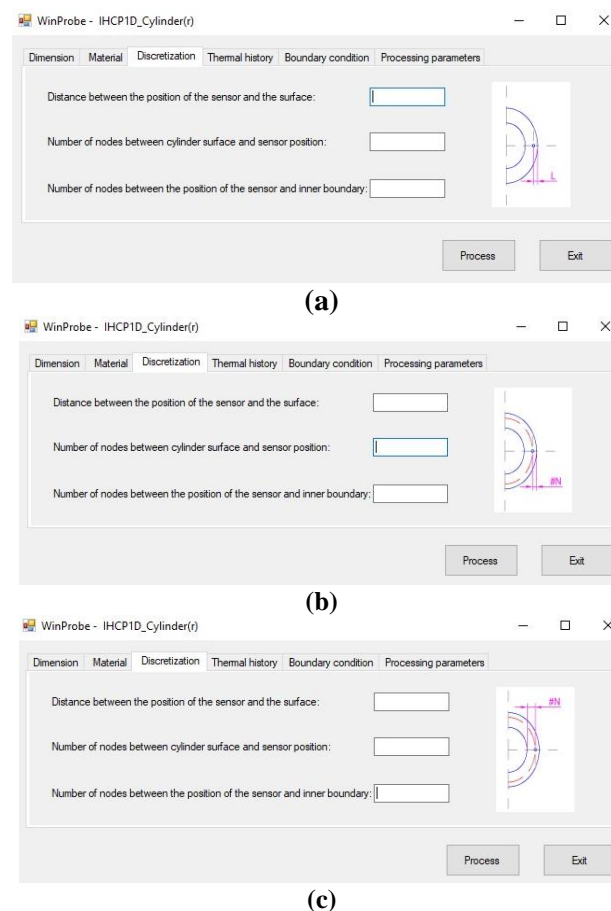 WinProbe - IHCP1D_Cylinder(r)
Dimension Material Discretization Thermal history Boundary condition Processing parameters
Distance between the position of the sensor and the surface:
Number of nodes between cylinder surface and sensor position:
L
Number of nodes between the position of the sensor and inner boundary:
Process Exit
(a)
WinProbe - IHCP1D_Cylinder(r)
Dimension Material Discretization Thermal history Boundary condition Processing parameters
Distance between the position of the sensor and the surface:
Number of nodes between cylinder surface and sensor position:
#N
Number of nodes between the position of the sensor and inner boundary:
Process Exit
(b)
WinProbe - IHCP1D_Cylinder(r)
Dimension Material Discretization Thermal history Boundary condition Processing parameters
Distance between the position of the sensor and the surface:
#N
Number of nodes between cylinder surface and sensor position:
Number of nodes between the position of the sensor and inner boundary:
Process Exit
(c)